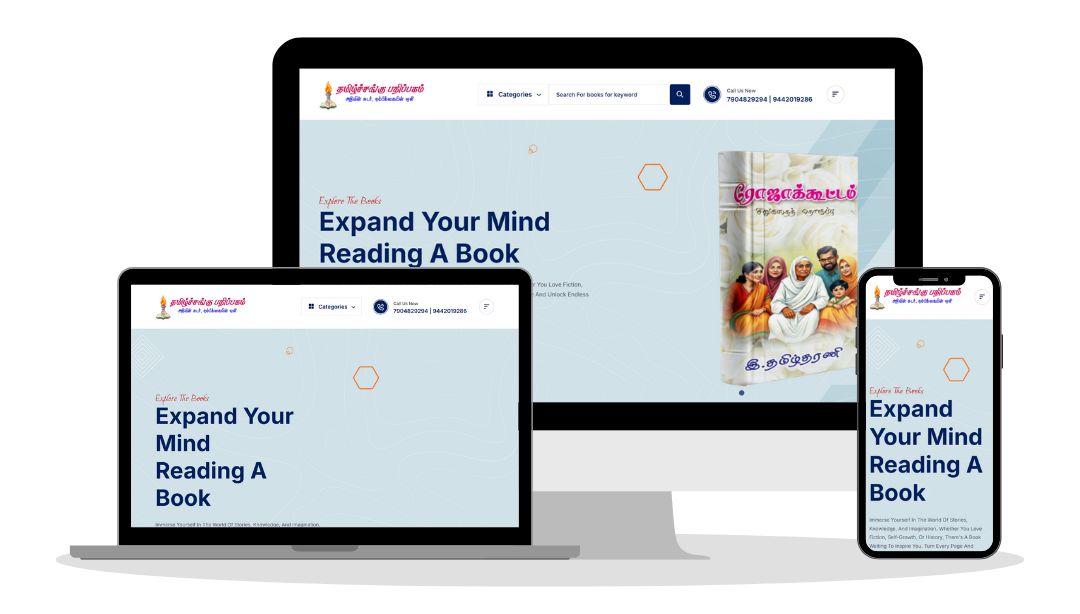 தமிழ்ச்சங்கு பதிப்பகம்
Categories
Search For books for keyword
Call Us Now
7904829294 | 9442019286
Explore The Books
Expand Your Mind
Reading A Book
er You Love Fiction,
e And Unlock Endless
ரோஜாக்கூட்டம்
சிறுகதைத் தொகுப்பு
இ.தமிழ்தரணி
தமிழ்ச்சங்கு பதிப்பகம்
Categories
Call Us Now
7904829294 | 9442019286
Explore The Books
Expand Your
Mind
Reading A
Book
Immerse Yourself In The World Of Stories, Knowledge, And Imagination,
தமிழ்ச்சங்கு பதிப்பகம்
Explore The Books
Expand
Your Mind
Reading A
Book
Immerse Yourself In The World Of Stories,
Knowledge, And Imagination, Whether You Love
Fiction, Self-Growth, Or History, There's A Book
Waiting To Inspire You. Turn Every Page And